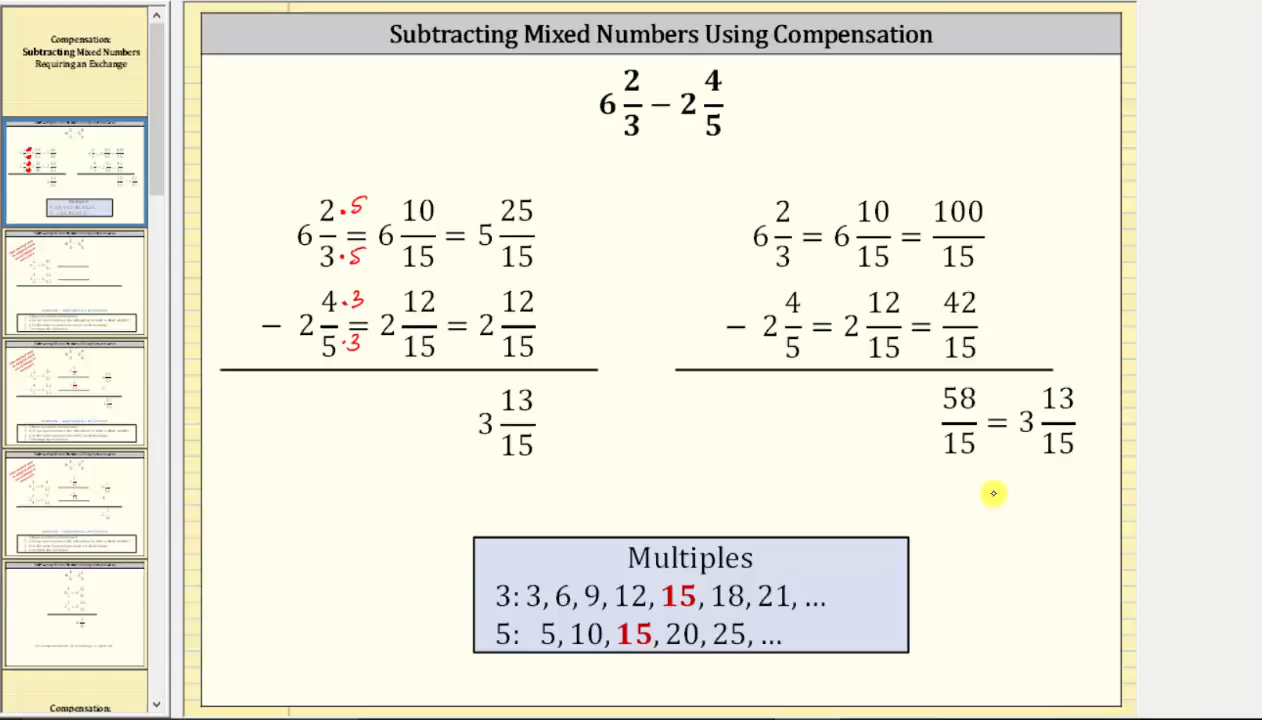 Compensation:
Subtracting Mixed Numbers
Requiring an Exchange
Compensation:
Subtracting Mixed Numbers Using Compensation
6 2/3 − 2 4/5
6 2/3 ·5/·5 = 6 10/15 = 5 25/15
− 2 4/5 ·3/·3 = 2 12/15 = 2 12/15
3 13/15
6 2/3 = 6 10/15 = 100/15
− 2 4/5 = 2 12/15 = 42/15
58/15 = 3 13/15
Multiples
3: 3, 6, 9, 12, 15, 18, 21, ...
5: 5, 10, 15, 20, 25, ...